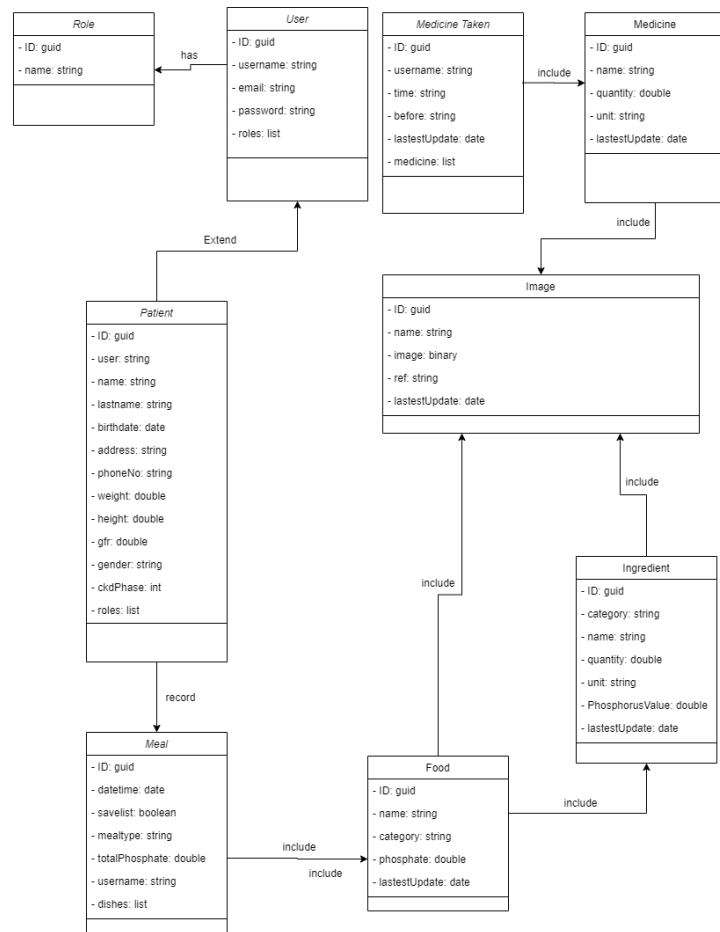 Role
- ID: guid
- name: string
has
User
- ID: guid
- username: string
- email: string
- password: string
- roles: list
Medicine Taken
- ID: guid
- username: string
- time: string
- before: string
- lastestUpdate: date
- medicine: list
include
Medicine
- ID: guid
- name: string
- quantity: double
- unit: string
- lastestUpdate: date
include
Extend
Image
- ID: guid
- name: string
- image: binary
- ref: string
- lastestUpdate: date
Patient
- ID: guid
- user: string
- name: string
- lastname: string
- birthdate: date
- address: string
- phoneNo: string
- weight: double
- height: double
- gfr: double
- gender: string
- ckdPhase: int
- roles: list
include
include
Ingredient
- ID: guid
- category: string
- name: string
- quantity: double
- unit: string
- PhosphorusValue: double
- lastestUpdate: date
record
Meal
- ID: guid
- datetime: date
- savelist: boolean
- mealtype: string
- totalPhosphate: double
- username: string
- dishes: list
include
include
Food
- ID: guid
- name: string
- category: string
- phosphate: double
- lastestUpdate: date
include